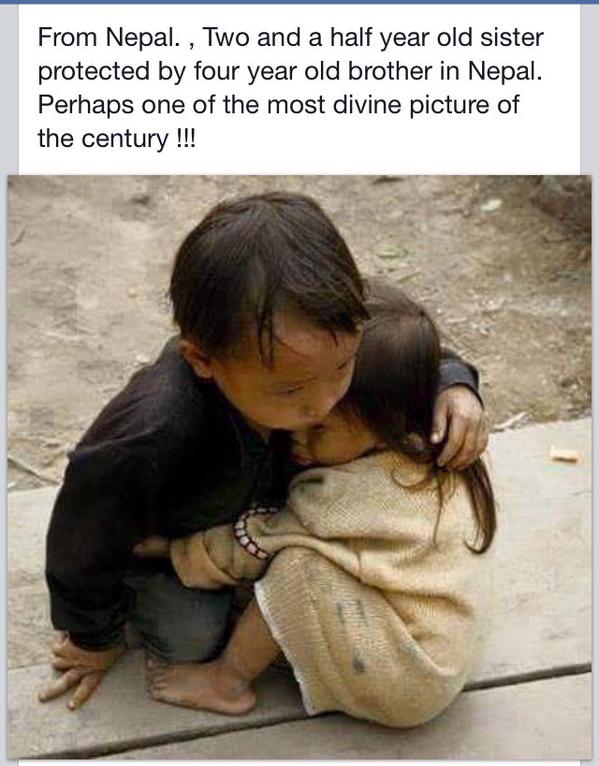 From Nepal. , Two and a half year old sister
protected by four year old brother in Nepal.
Perhaps one of the most divine picture of
the century !!!